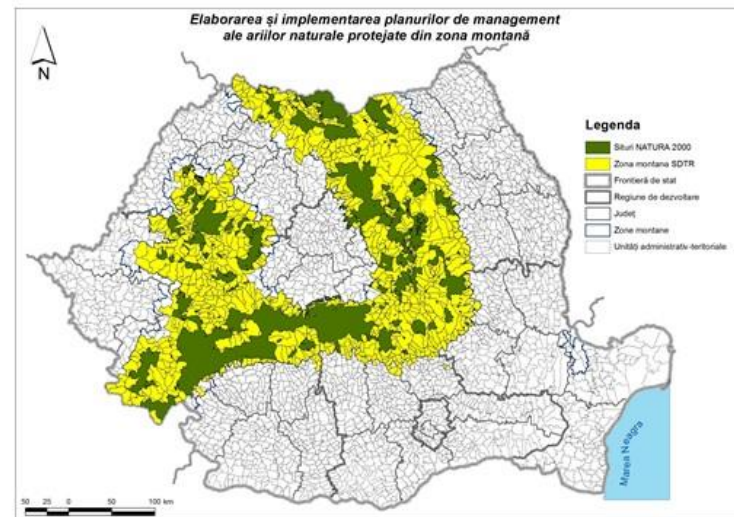 Elaborarea și implementarea planurilor de management
ale ariilor naturale protejate din zona montană
N
Legenda
Situri NATURA 2000
Zona montana SDTR
Frontieră de stat
Regiune de dezvoltare
Județ
Zone montane
Unități administrativ-teritoriale
Marea Neagra
50 25 0 50 100 km